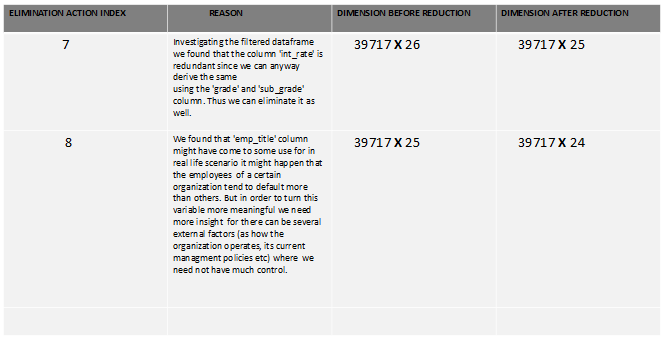 ELIMINATION ACTION INDEX REASON DIMENSION BEFORE REDUCTION DIMENSION AFTER REDUCTION
7 Investigating the filtered dataframe 39717 X 26 39717 X 25
we found that the column 'int_rate' is
redundant since we can anyway
derive the same
using the 'grade' and 'sub_grade'
column. Thus we can eliminate it as
well.
8 We found that 'emp_title' column 39717 X 25 39717 X 24
might have come to some use for in
real life scenario it might happen that
the employees of a certain
organization tend to default more
than others. But in order to turn this
variable more meaningful we need
more insight for there can be several
external factors (as how the
organization operates, its current
managment policies etc) where we
need not have much control.